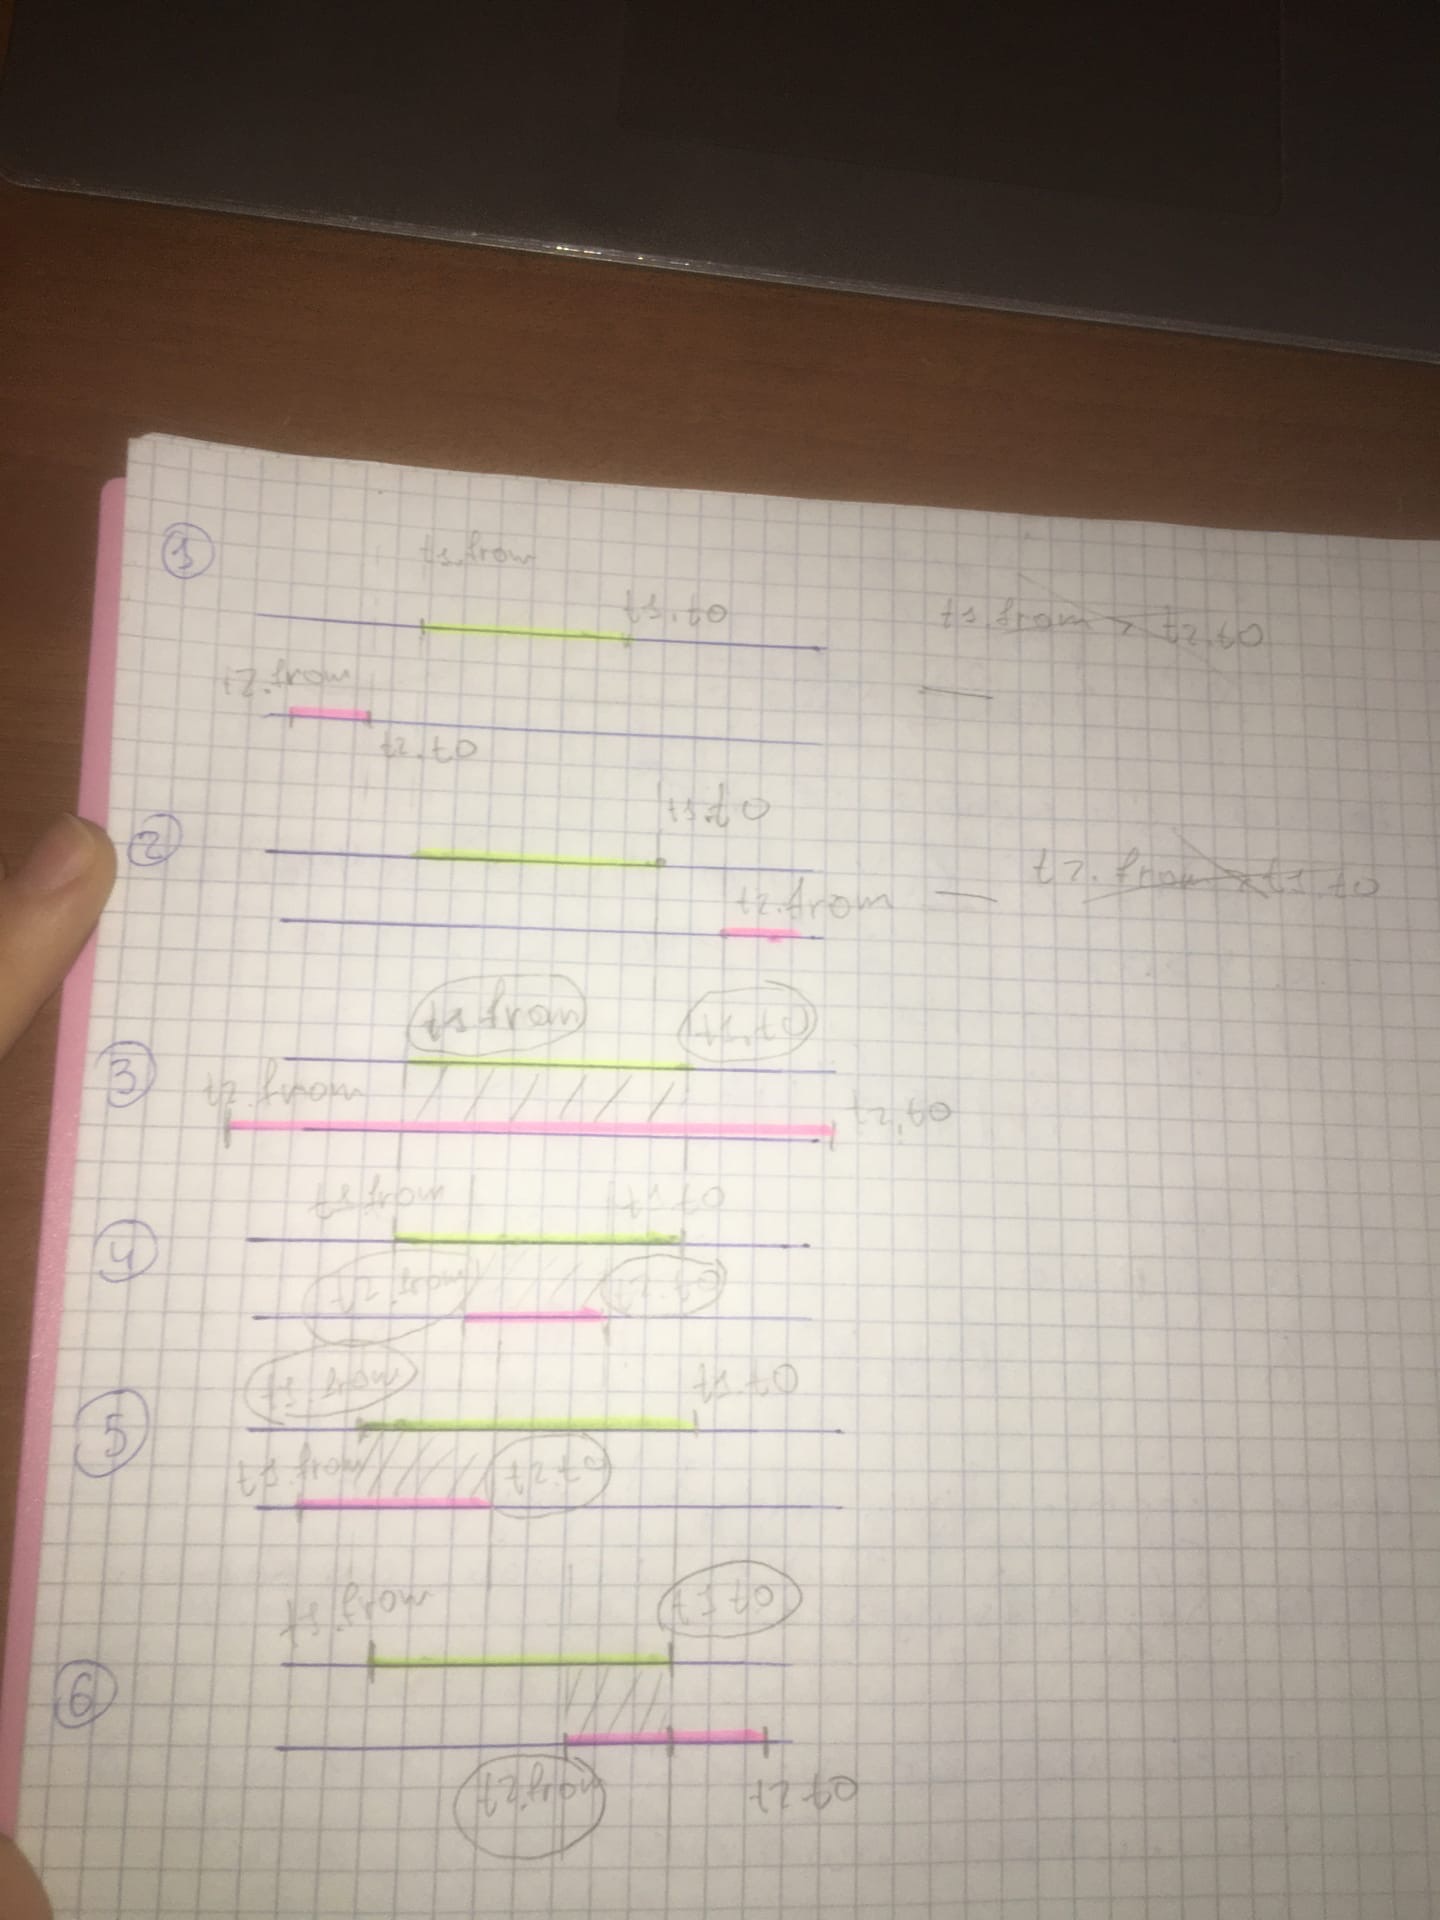 1
t1.from
t1.to
t1.from > t2.to
t2.from
—
t2.to
2
t1.to
t2.from — t2.from > t1.to
3
t1 from
t1.to
t2.from
t2.to
4
t1 from
t1.to
t2.from
t2.to
5
t1.from
t1.to
t2.from
t2.to
6
t1.from
t1 to
t2.from
t2 to